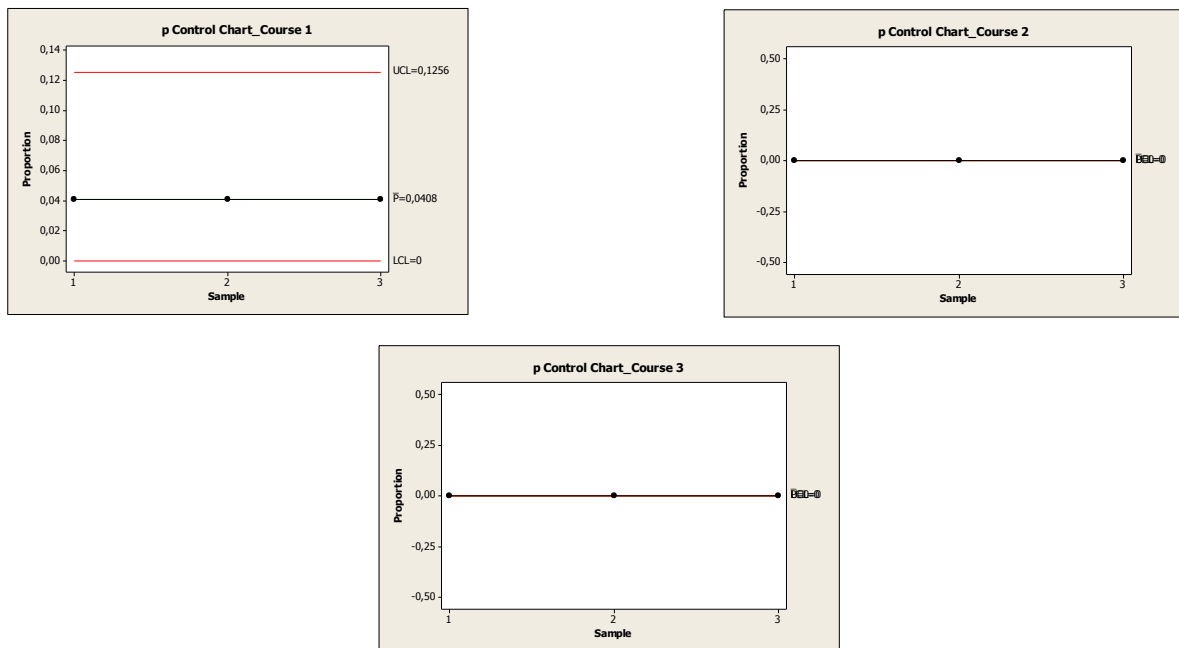 p Control Chart_Course 1
0,14
0,12
0,10
0,08
0,06
0,04
0,02
0,00
Proportion
UCL=0,1256
P̅=0,0408
LCL=0
1 2 3
Sample
p Control Chart_Course 2
0,50
0,25
0,00
-0,25
-0,50
Proportion
1 2 3
Sample
p Control Chart_Course 3
0,50
0,25
0,00
-0,25
-0,50
Proportion
1 2 3
Sample